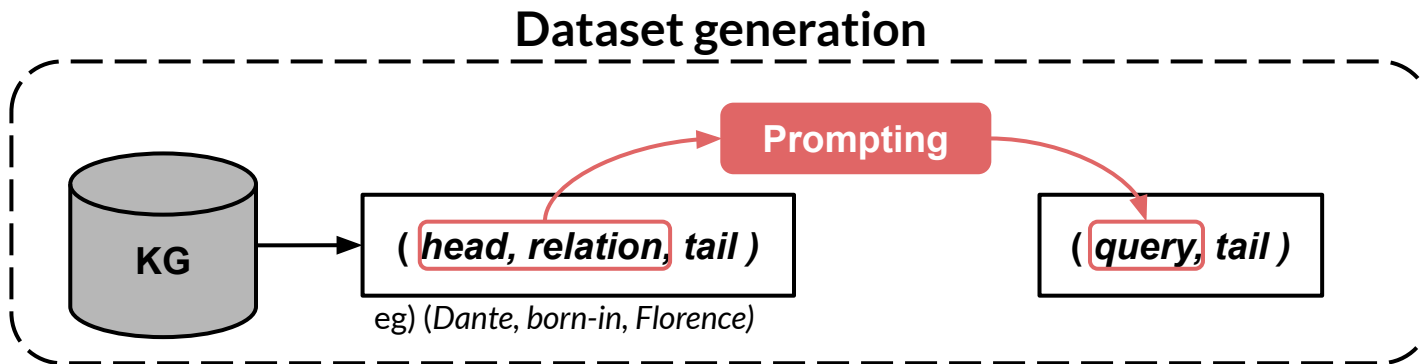 Dataset generation
Prompting
KG
( head, relation, tail )
( query, tail )
eg) (Dante, born-in, Florence)